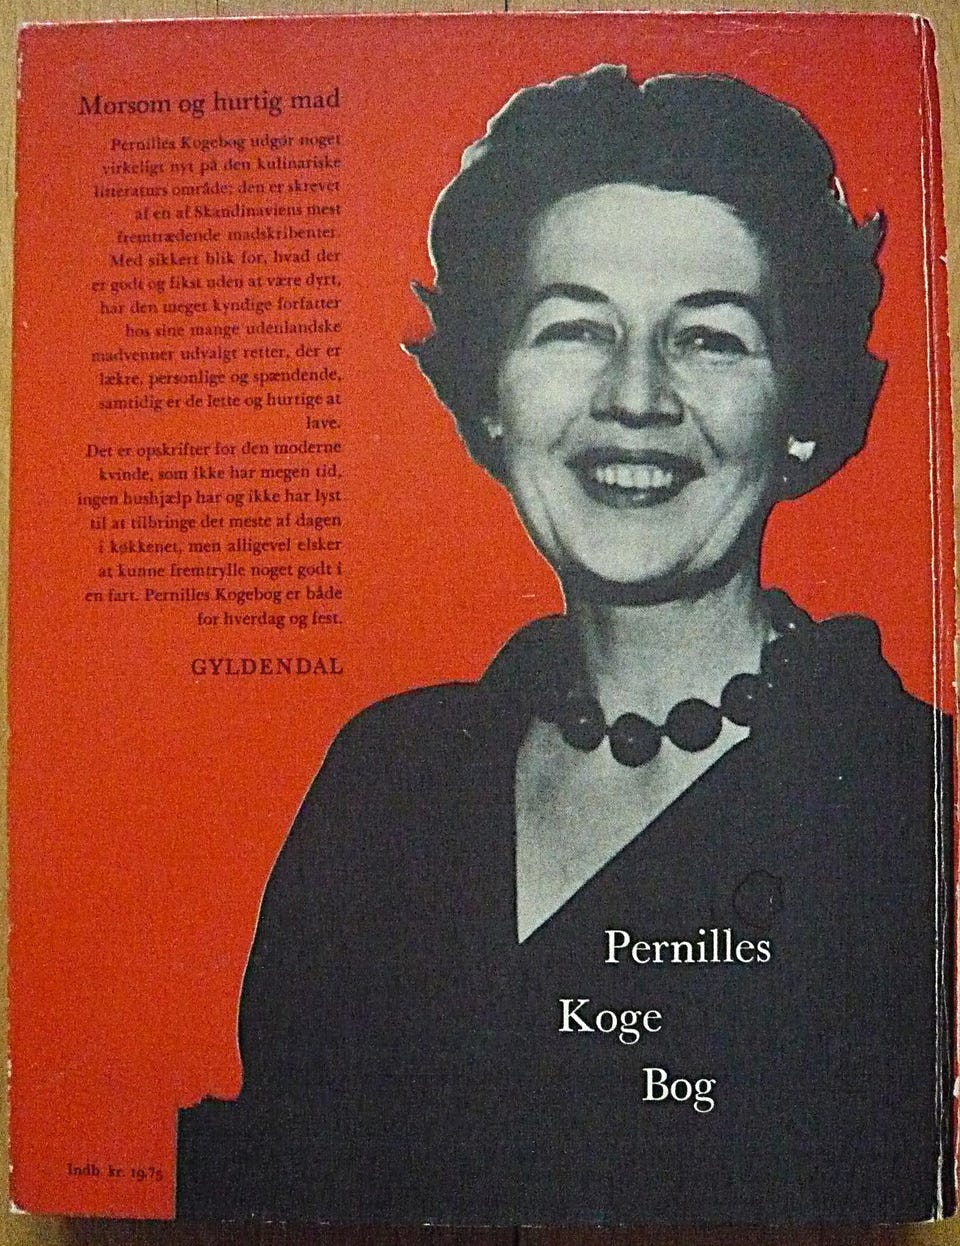 Morsom og hurtig mad
Pernilles Kogebog udgør noget
virkeligt nyt på den kulinariske
litteraturs område; den er skrevet
af en af Skandinaviens mest
fremtrædende madskribenter.
Med sikkert blik for, hvad der
er godt og fikst uden at være dyrt,
har den meget kyndige forfatter
hos sine mange udenlandske
madvenner udvalgt retter, der er
lækre, personlige og spændende,
samtidig er de lette og hurtige at
lave.
Det er opskrifter for den moderne
kvinde, som ikke har megen tid,
ingen hushjælp har og ikke har lyst
til at tilbringe det meste af dagen
i køkkenet, men alligevel elsker
at kunne fremtrylle noget godt i
en fart. Pernilles Kogebog er både
for hverdag og fest.
GYLDENDAL
Pernilles
Koge
Bog
Indb. kr. 19,75